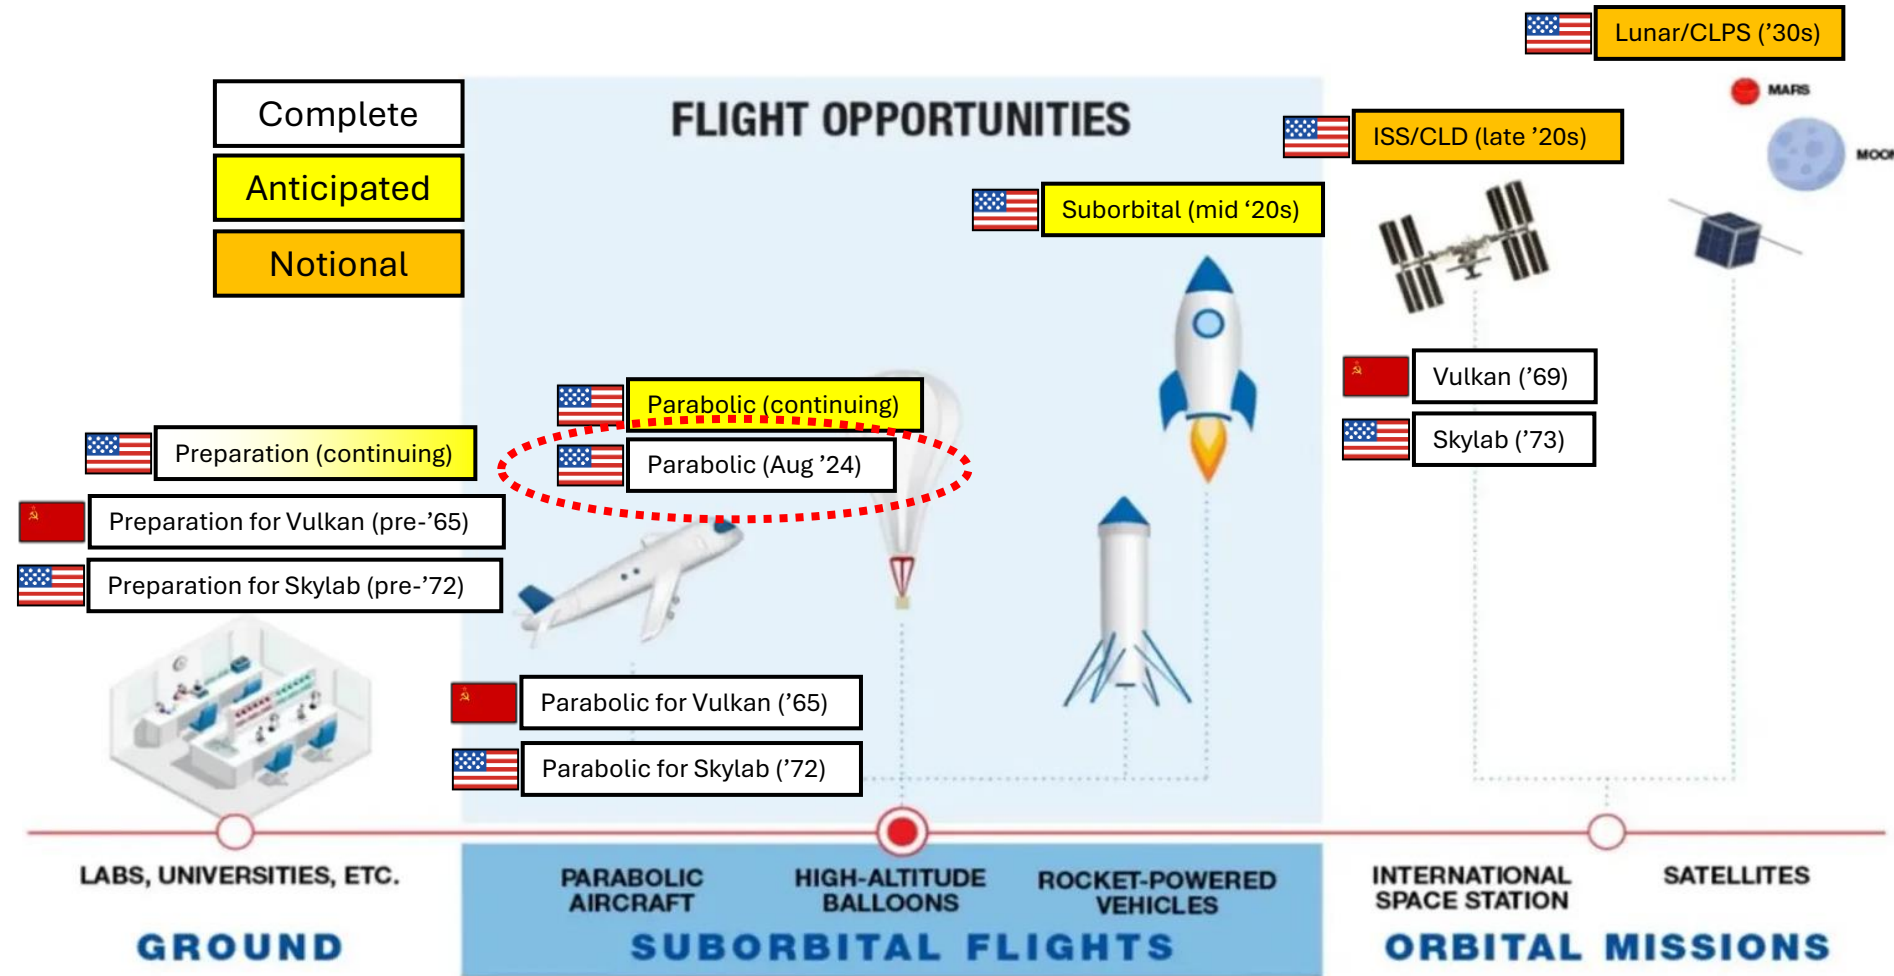 Lunar/CLPS (’30s)
MARS
MOON
Complete
Anticipated
Notional
FLIGHT OPPORTUNITIES
ISS/CLD (late ’20s)
Suborbital (mid ‘20s)
Vulkan (’69)
Skylab (’73)
Parabolic (continuing)
Parabolic (Aug ’24)
Preparation (continuing)
Preparation for Vulkan (pre-’65)
Preparation for Skylab (pre-’72)
Parabolic for Vulkan (’65)
Parabolic for Skylab (’72)
LABS, UNIVERSITIES, ETC.
PARABOLIC
AIRCRAFT
HIGH-ALTITUDE
BALLOONS
ROCKET-POWERED
VEHICLES
INTERNATIONAL
SPACE STATION
SATELLITES
GROUND
SUBORBITAL FLIGHTS
ORBITAL MISSIONS